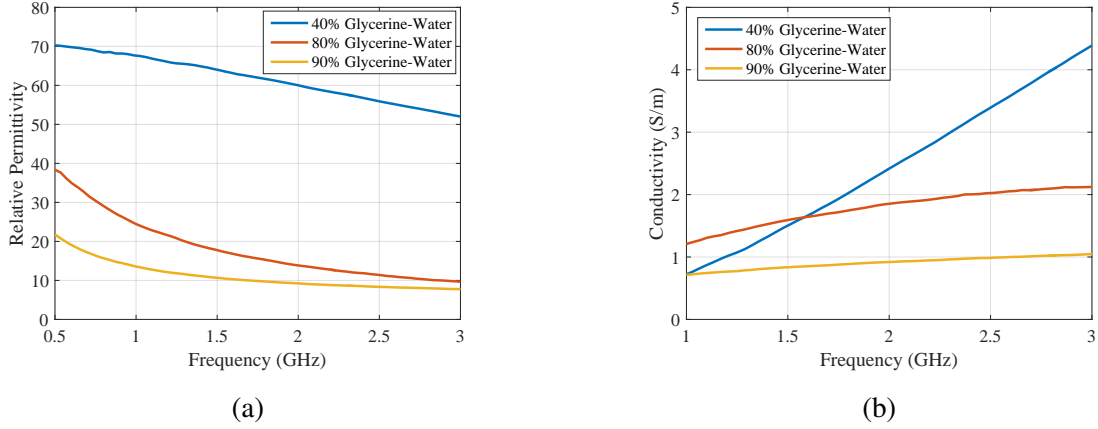 80
70
60
50
40
30
20
10
0
Relative Permittivity
40% Glycerine-Water
80% Glycerine-Water
90% Glycerine-Water
0.5 1 1.5 2 2.5 3
Frequency (GHz)
(a)
5
4
3
2
1
0
Conductivity (S/m)
40% Glycerine-Water
80% Glycerine-Water
90% Glycerine-Water
1 1.5 2 2.5 3
Frequency (GHz)
(b)